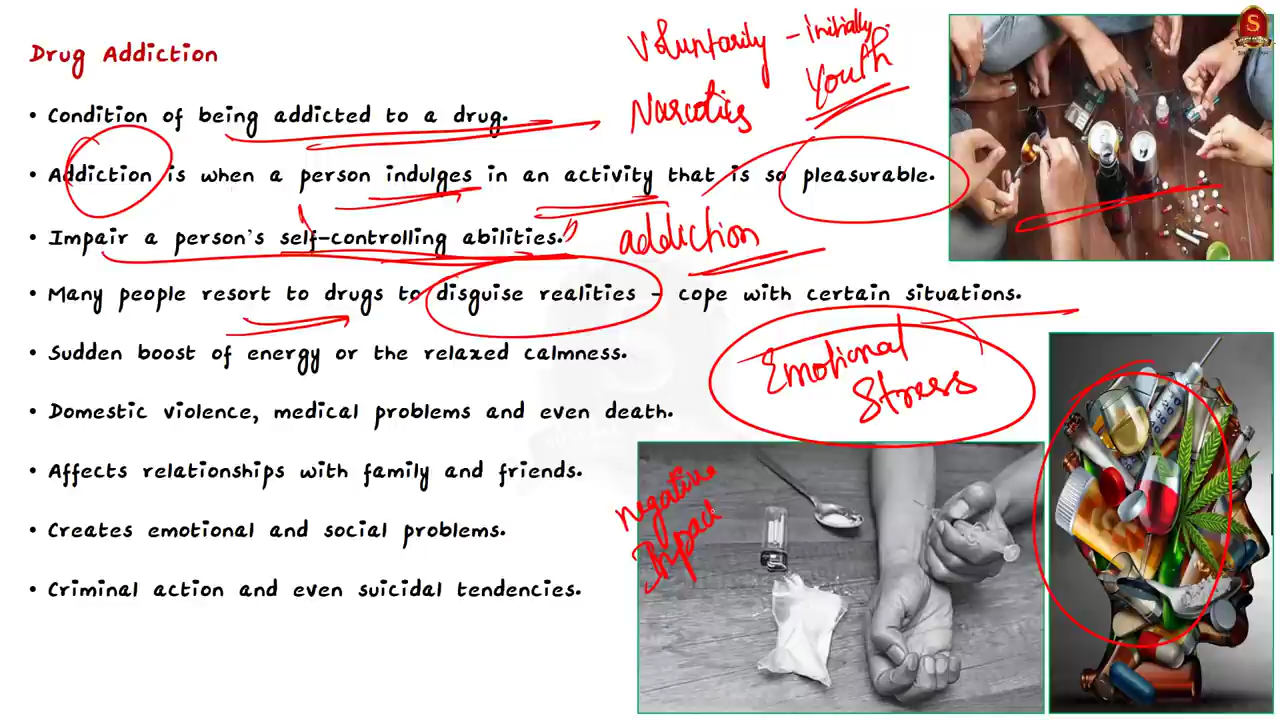 Drug Addiction
Voluntarily - Initially.
Youth
Narcotics
• Condition of being addicted to a drug.
• Addiction is when a person indulges in an activity that is so pleasurable.
• Impair a person's self-controlling abilities.
addiction
• Many people resort to drugs to disguise realities - cope with certain situations.
Emotional
Stress
• Sudden boost of energy or the relaxed calmness.
• Domestic violence, medical problems and even death.
• Affects relationships with family and friends.
negative
Impact
• Creates emotional and social problems.
• Criminal action and even suicidal tendencies.